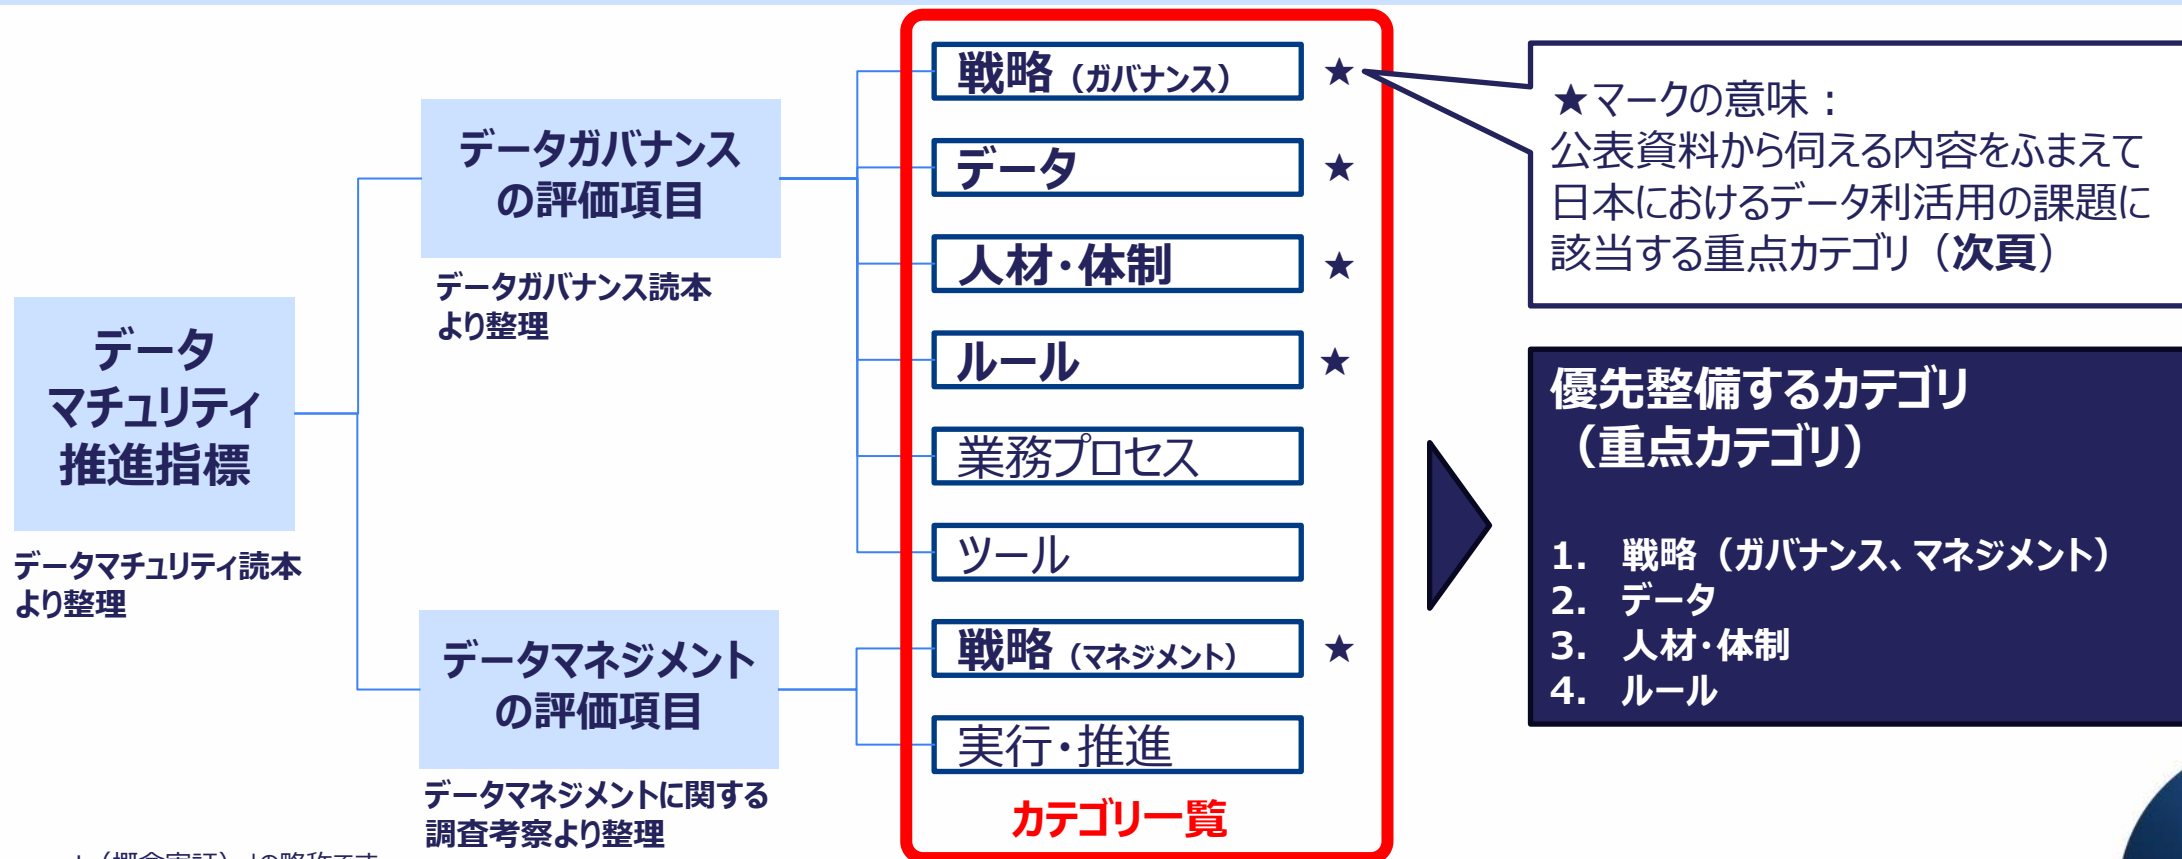 データ
マチュリティ
推進指標
データマチュリティ読本
より整理
データガバナンス
の評価項目
データガバナンス読本
より整理
データマネジメント
の評価項目
データマネジメントに関する
調査考察より整理
戦略（ガバナンス） ★
データ ★
人材・体制 ★
ルール ★
業務プロセス
ツール
戦略（マネジメント） ★
実行・推進
カテゴリ一覧
★マークの意味：
公表資料から伺える内容をふまえて
日本におけるデータ利活用の課題に
該当する重点カテゴリ（次頁）
優先整備するカテゴリ
（重点カテゴリ）
1. 戦略（ガバナンス、マネジメント）
2. データ
3. 人材・体制
4. ルール
（概念実証）」の略称です